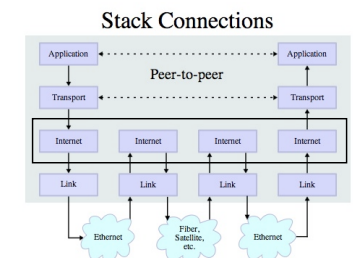 Stack Connections
Application
Application
Peer-to-peer
Transport
Transport
Internet
Internet
Internet
Internet
Link
Link
Link
Link
Ethernet
Fiber,
Satellite,
etc.
Ethernet